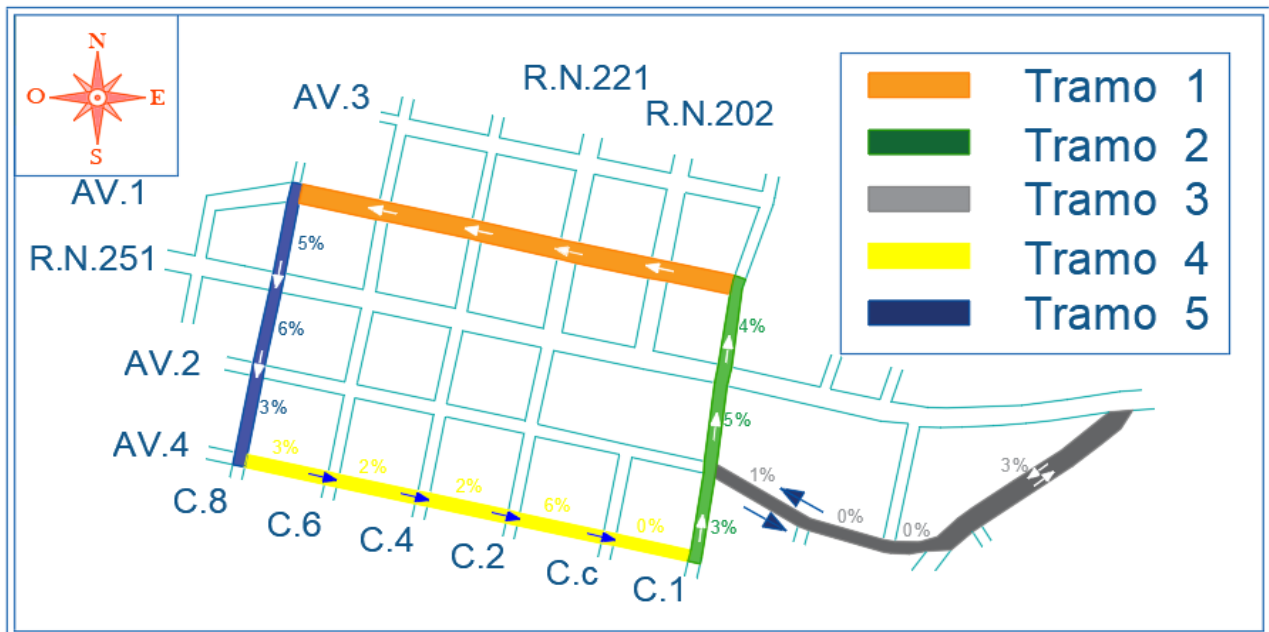 N
O
E
S
R.N.221
AV.3
R.N.202
AV.1
R.N.251
AV.2
AV.4
5%
6%
3%
3%
2%
2%
6%
0%
4%
5%
3%
1%
0%
0%
3%
C.8
C.6
C.4
C.2
C.c
C.1
Tramo 1
Tramo 2
Tramo 3
Tramo 4
Tramo 5